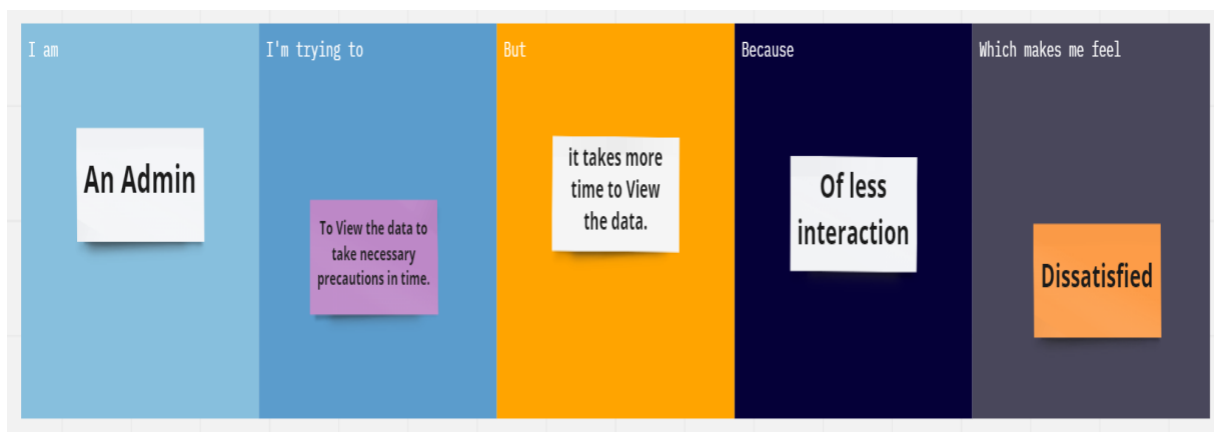 I am
An Admin
I'm trying to
To View the data to
take necessary
precautions in time.
But
it takes more
time to View
the data.
Because
Of less
interaction
Which makes me feel
Dissatisfied